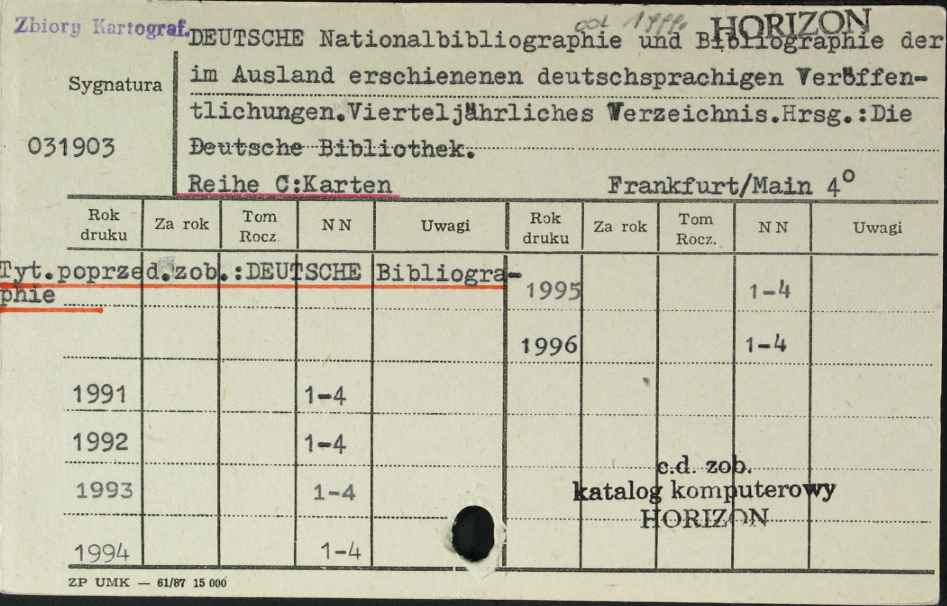 Zbiory Kartograf.
od 1999 HORIZON
DEUTSCHE Nationalbibliographie und Bibliographie der
im Ausland erschienenen deutschsprachigen Veröffen-
Sygnatura
tlichungen.Vierteljährliches Verzeichnis.Hrsg.:Die
031903
Deutsche Bibliothek.
Reihe C:Karten Frankfurt/Main 4°
Rok druku Za rok Tom Rocz. NN Uwagi Rok druku Za rok Tom Rocz. NN Uwagi
Tyt.poprzed.zob.:DEUTSCHE Bibliogra-
phie
1995 1-4
1996 1-4
1991 1-4
1992 1-4
1993 1-4
1994 1-4
c.d. zob.
katalog komputerowy
HORIZON
ZP UMK — 61/87 15 000